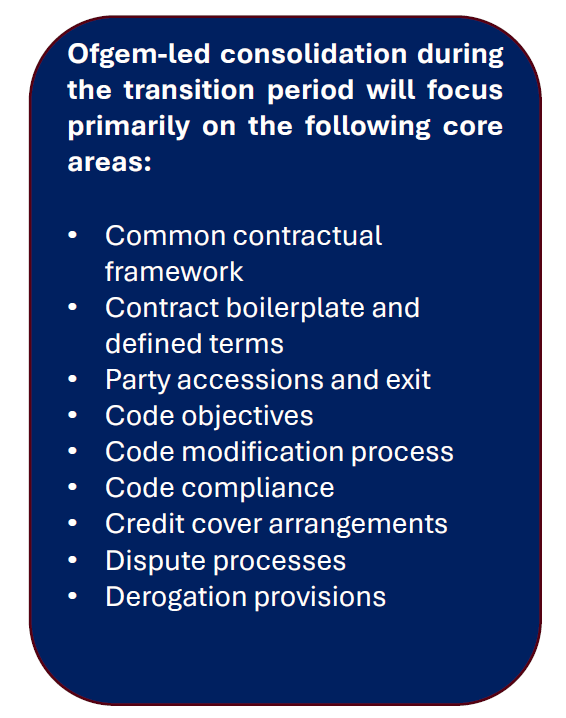 Ofgem-led consolidation during
the transition period will focus
primarily on the following core
areas:
• Common contractual
framework
• Contract boilerplate and
defined terms
• Party accessions and exit
• Code objectives
• Code modification process
• Code compliance
• Credit cover arrangements
• Dispute processes
• Derogation provisions